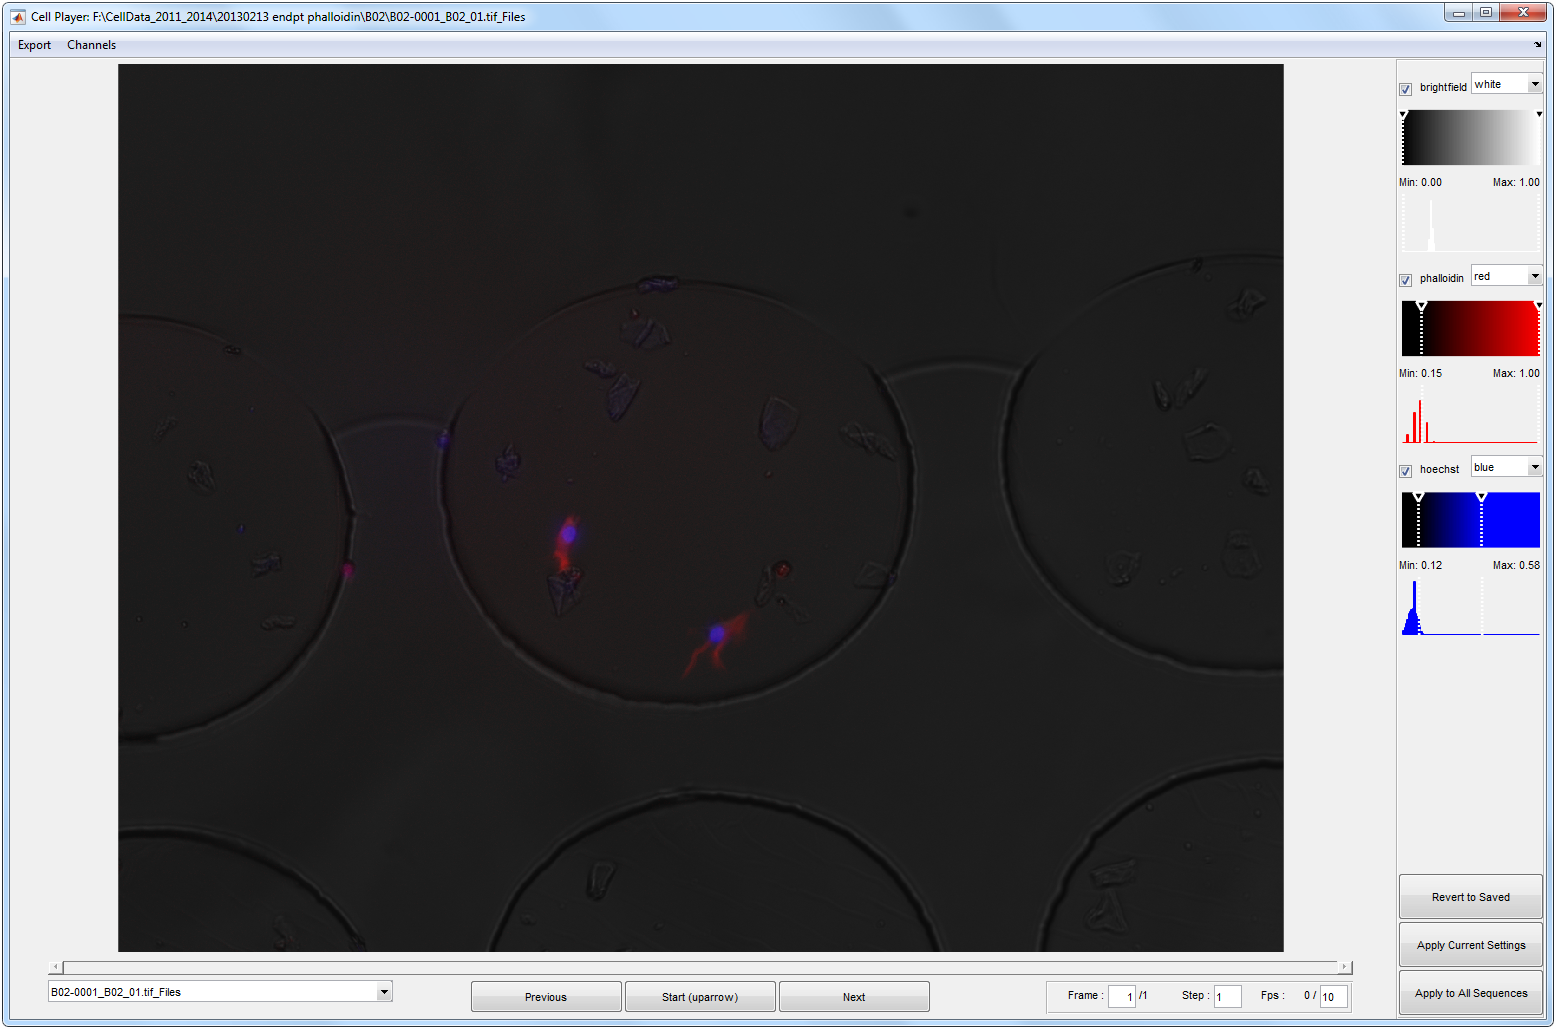 Cell Player: F:\CellData_2011_2014\20130213 endpt phalloidin\B02\B02-0001_B02_01.tif_Files
Export Channels
brightfield white
Min: 0.00 Max: 1.00
phalloidin red
Min: 0.15 Max: 1.00
hoechst blue
Min: 0.12 Max: 0.58
Revert to Saved
Apply Current Settings
Apply to All Sequences
B02-0001_B02_01.tif_Files
Previous Start (uparrow) Next
Frame : 1 /1 Step : 1 Fps : 0 / 10